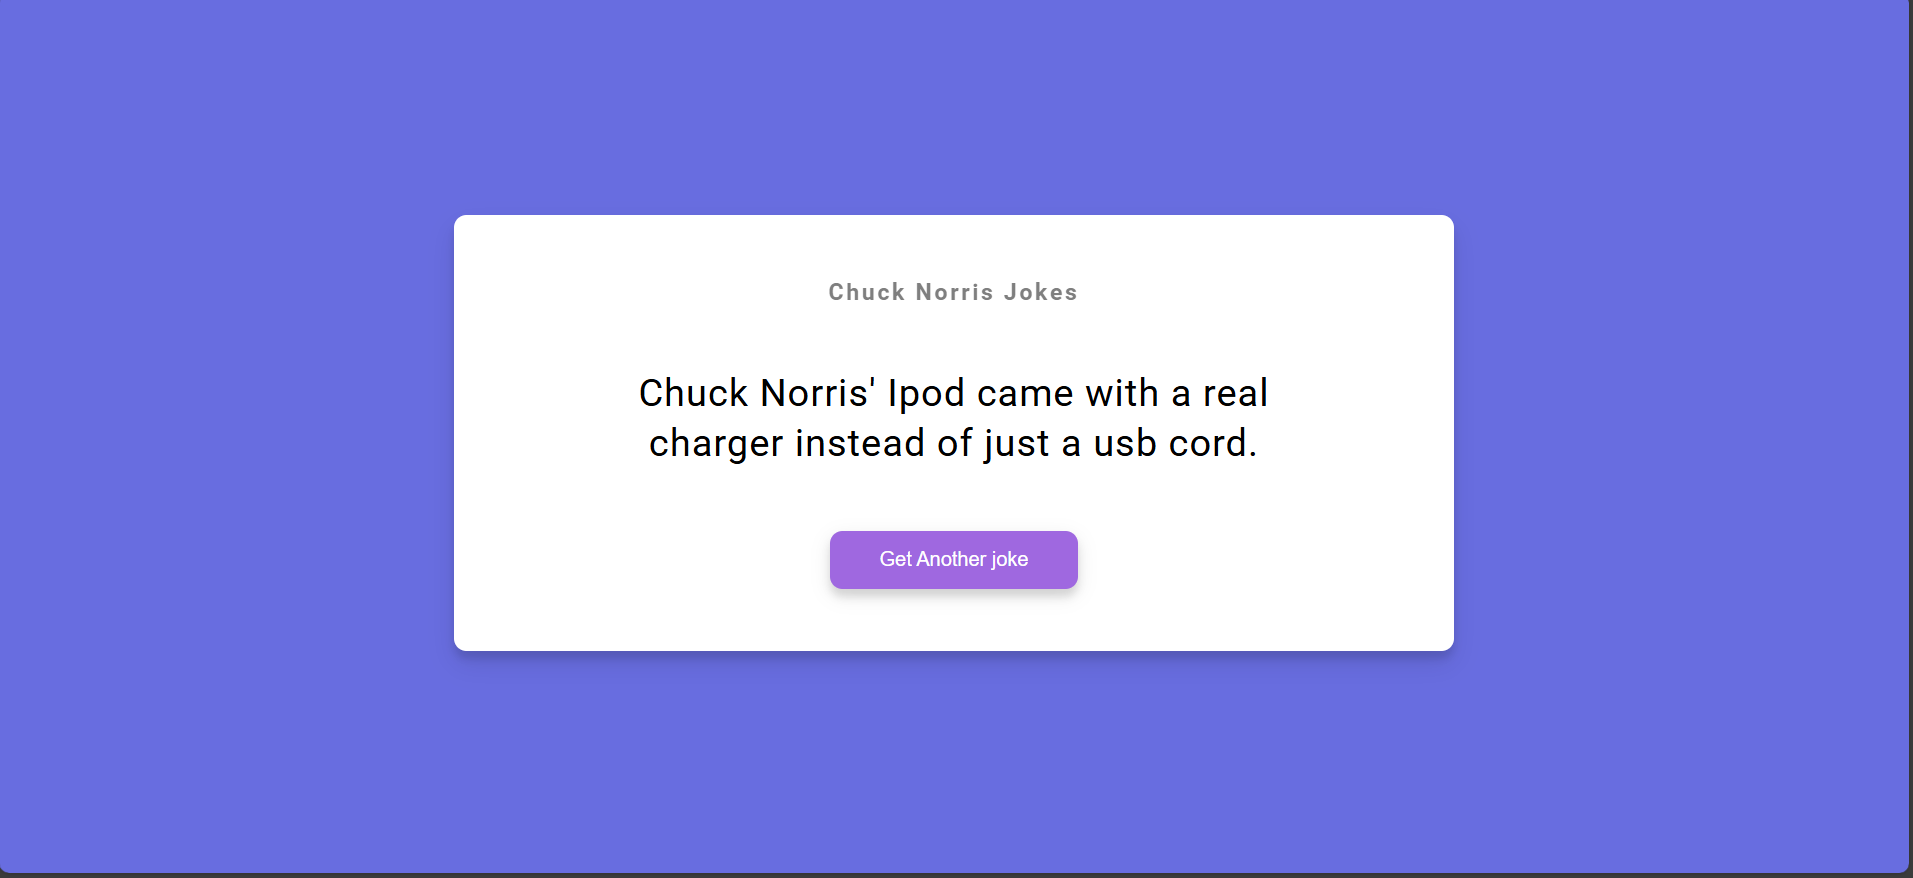 Chuck Norris Jokes
Chuck Norris' Ipod came with a real
charger instead of just a usb cord.
Get Another joke